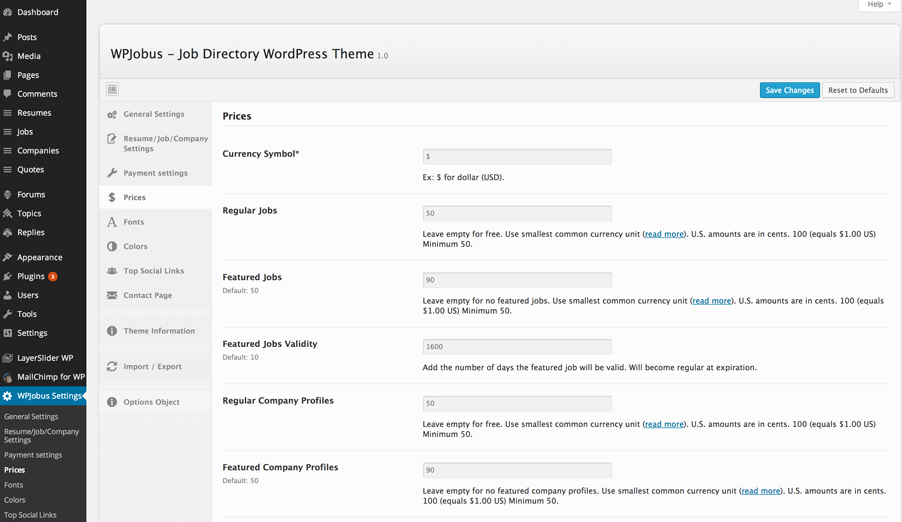 Help
Dashboard
Posts
Media
Pages
Comments
Resumes
Jobs
Companies
Quotes
Forums
Topics
Replies
Appearance
Plugins 3
Users
Tools
Settings
LayerSlider WP
MailChimp for WP
WPJobus Settings
General Settings
Resume/Job/Company
Settings
Payment settings
Prices
Fonts
Colors
Top Social Links
WPJobus – Job Directory WordPress Theme 1.0
Save Changes
Reset to Defaults
General Settings
Resume/Job/Company
Settings
Payment settings
$ Prices
A Fonts
Colors
Top Social Links
Contact Page
Theme Information
Import / Export
Options Object
Prices
Currency Symbol*
$
Ex: $ for dollar (USD).
Regular Jobs
50
Leave empty for free. Use smallest common currency unit (read more). U.S. amounts are in cents. 100 (equals $1.00 US)
Minimum 50.
Featured Jobs
Default: 50
90
Leave empty for no featured jobs. Use smallest common currency unit (read more). U.S. amounts are in cents. 100 (equals
$1.00 US) Minimum 50.
Featured Jobs Validity
Default: 10
1600
Add the number of days the featured job will be valid. Will become regular at expiration.
Regular Company Profiles
50
Leave empty for free. Use smallest common currency unit (read more). U.S. amounts are in cents. 100 (equals $1.00 US)
Minimum 50.
Featured Company Profiles
Default: 50
90
Leave empty for no featured company profiles. Use smallest common currency unit (read more). U.S. amounts are in cents.
100 (equals $1.00 US) Minimum 50.